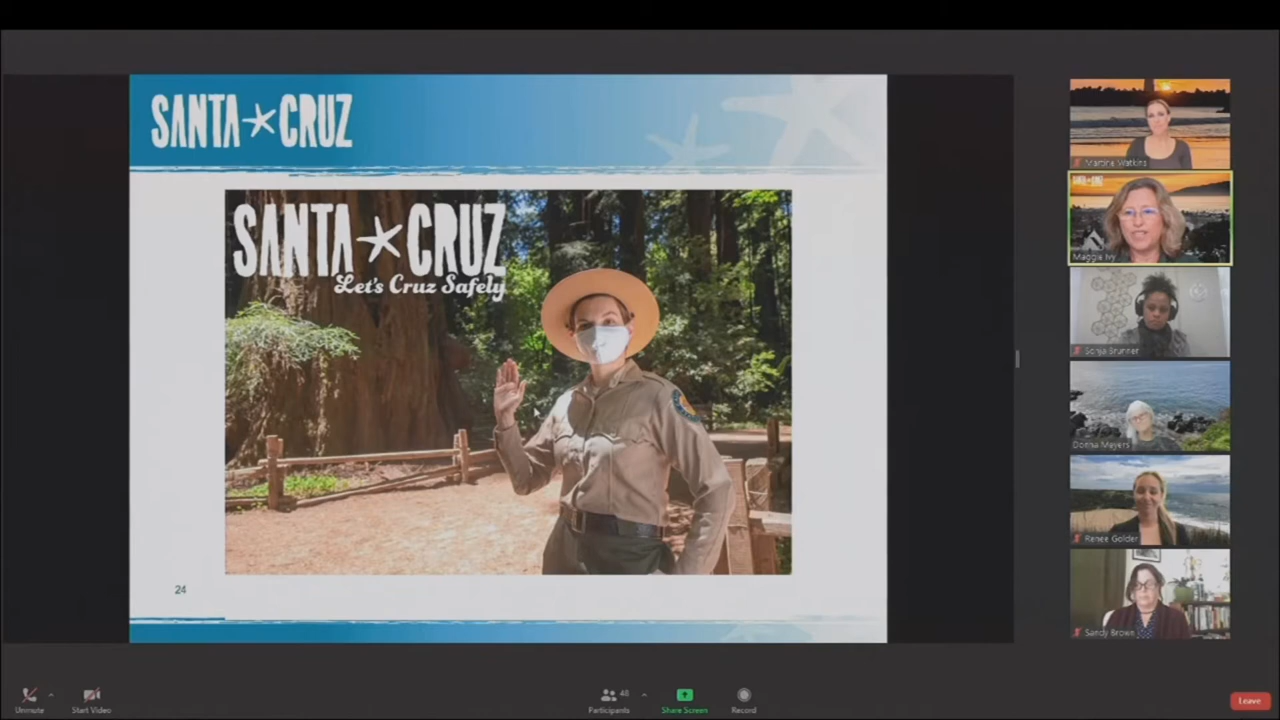 SANTA CRUZ
SANTA CRUZ
Let's Cruz Safely
24
Martine Watkins
Maggie Ivy
Sonja Brunner
Donna Meyers
Renee Golder
Sandy Brown
Unmute
Start Video
48
Participants
Share Screen
Record
Leave